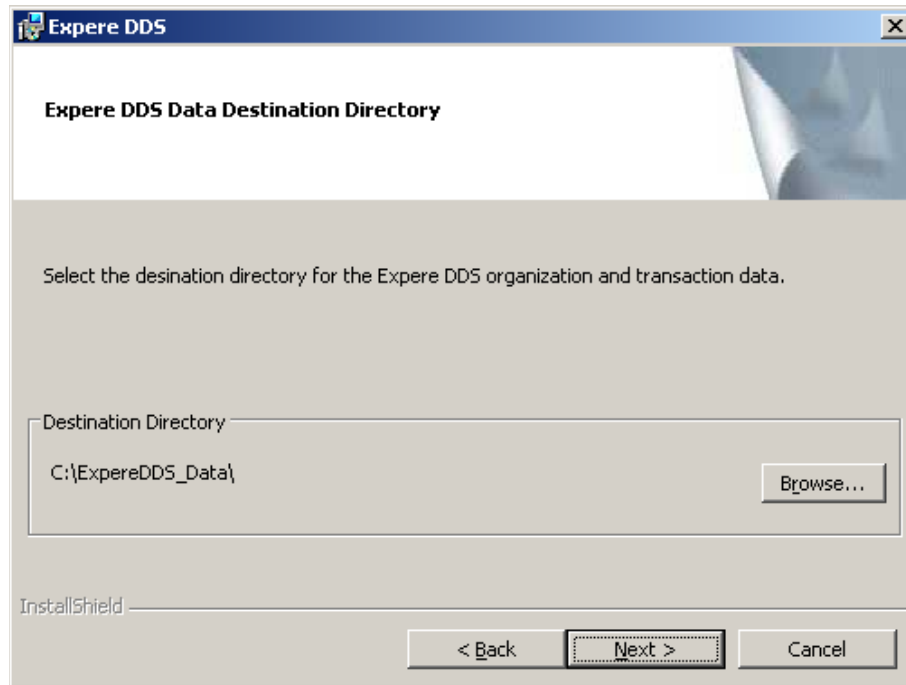 Expere DDS
Expere DDS Data Destination Directory
Select the desination directory for the Expere DDS organization and transaction data.
Destination Directory
C:\ExpereDDS_Data\
Browse...
InstallShield
< Back
Next >
Cancel